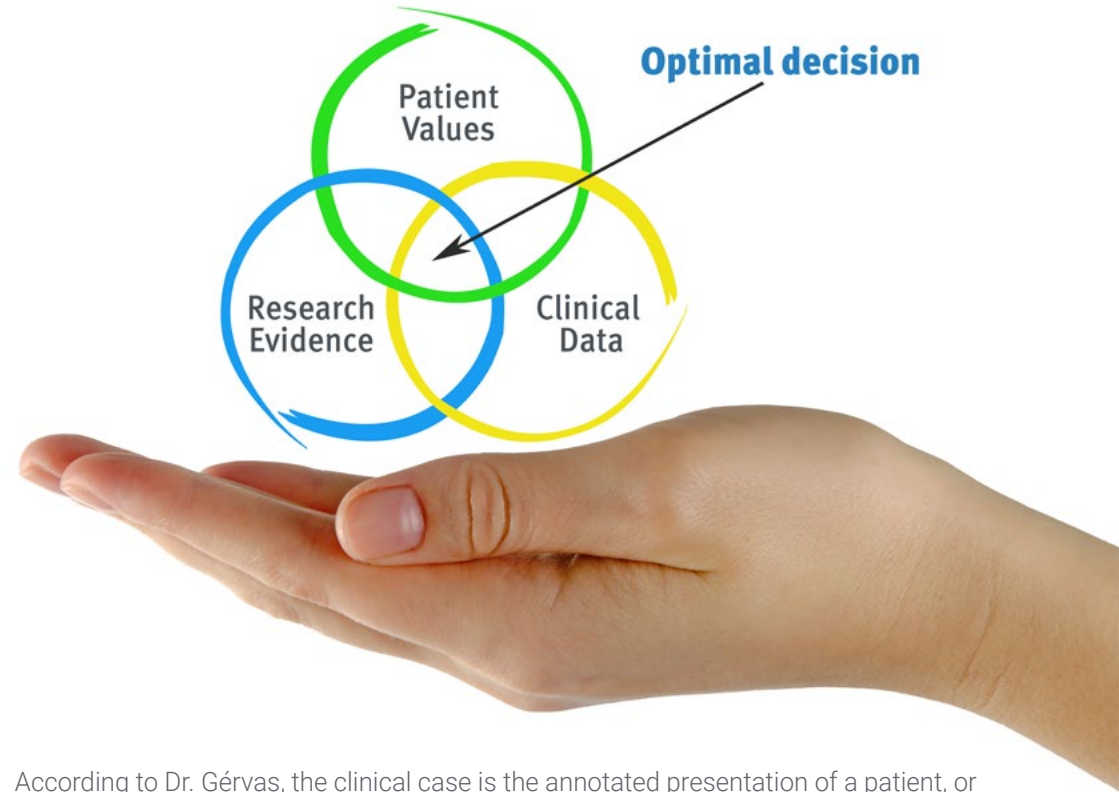 Optimal decision
Patient
Values
Research
Evidence
Clinical
Data
According to Dr. Gérvas, the clinical case is the annotated presentation of a patient, or